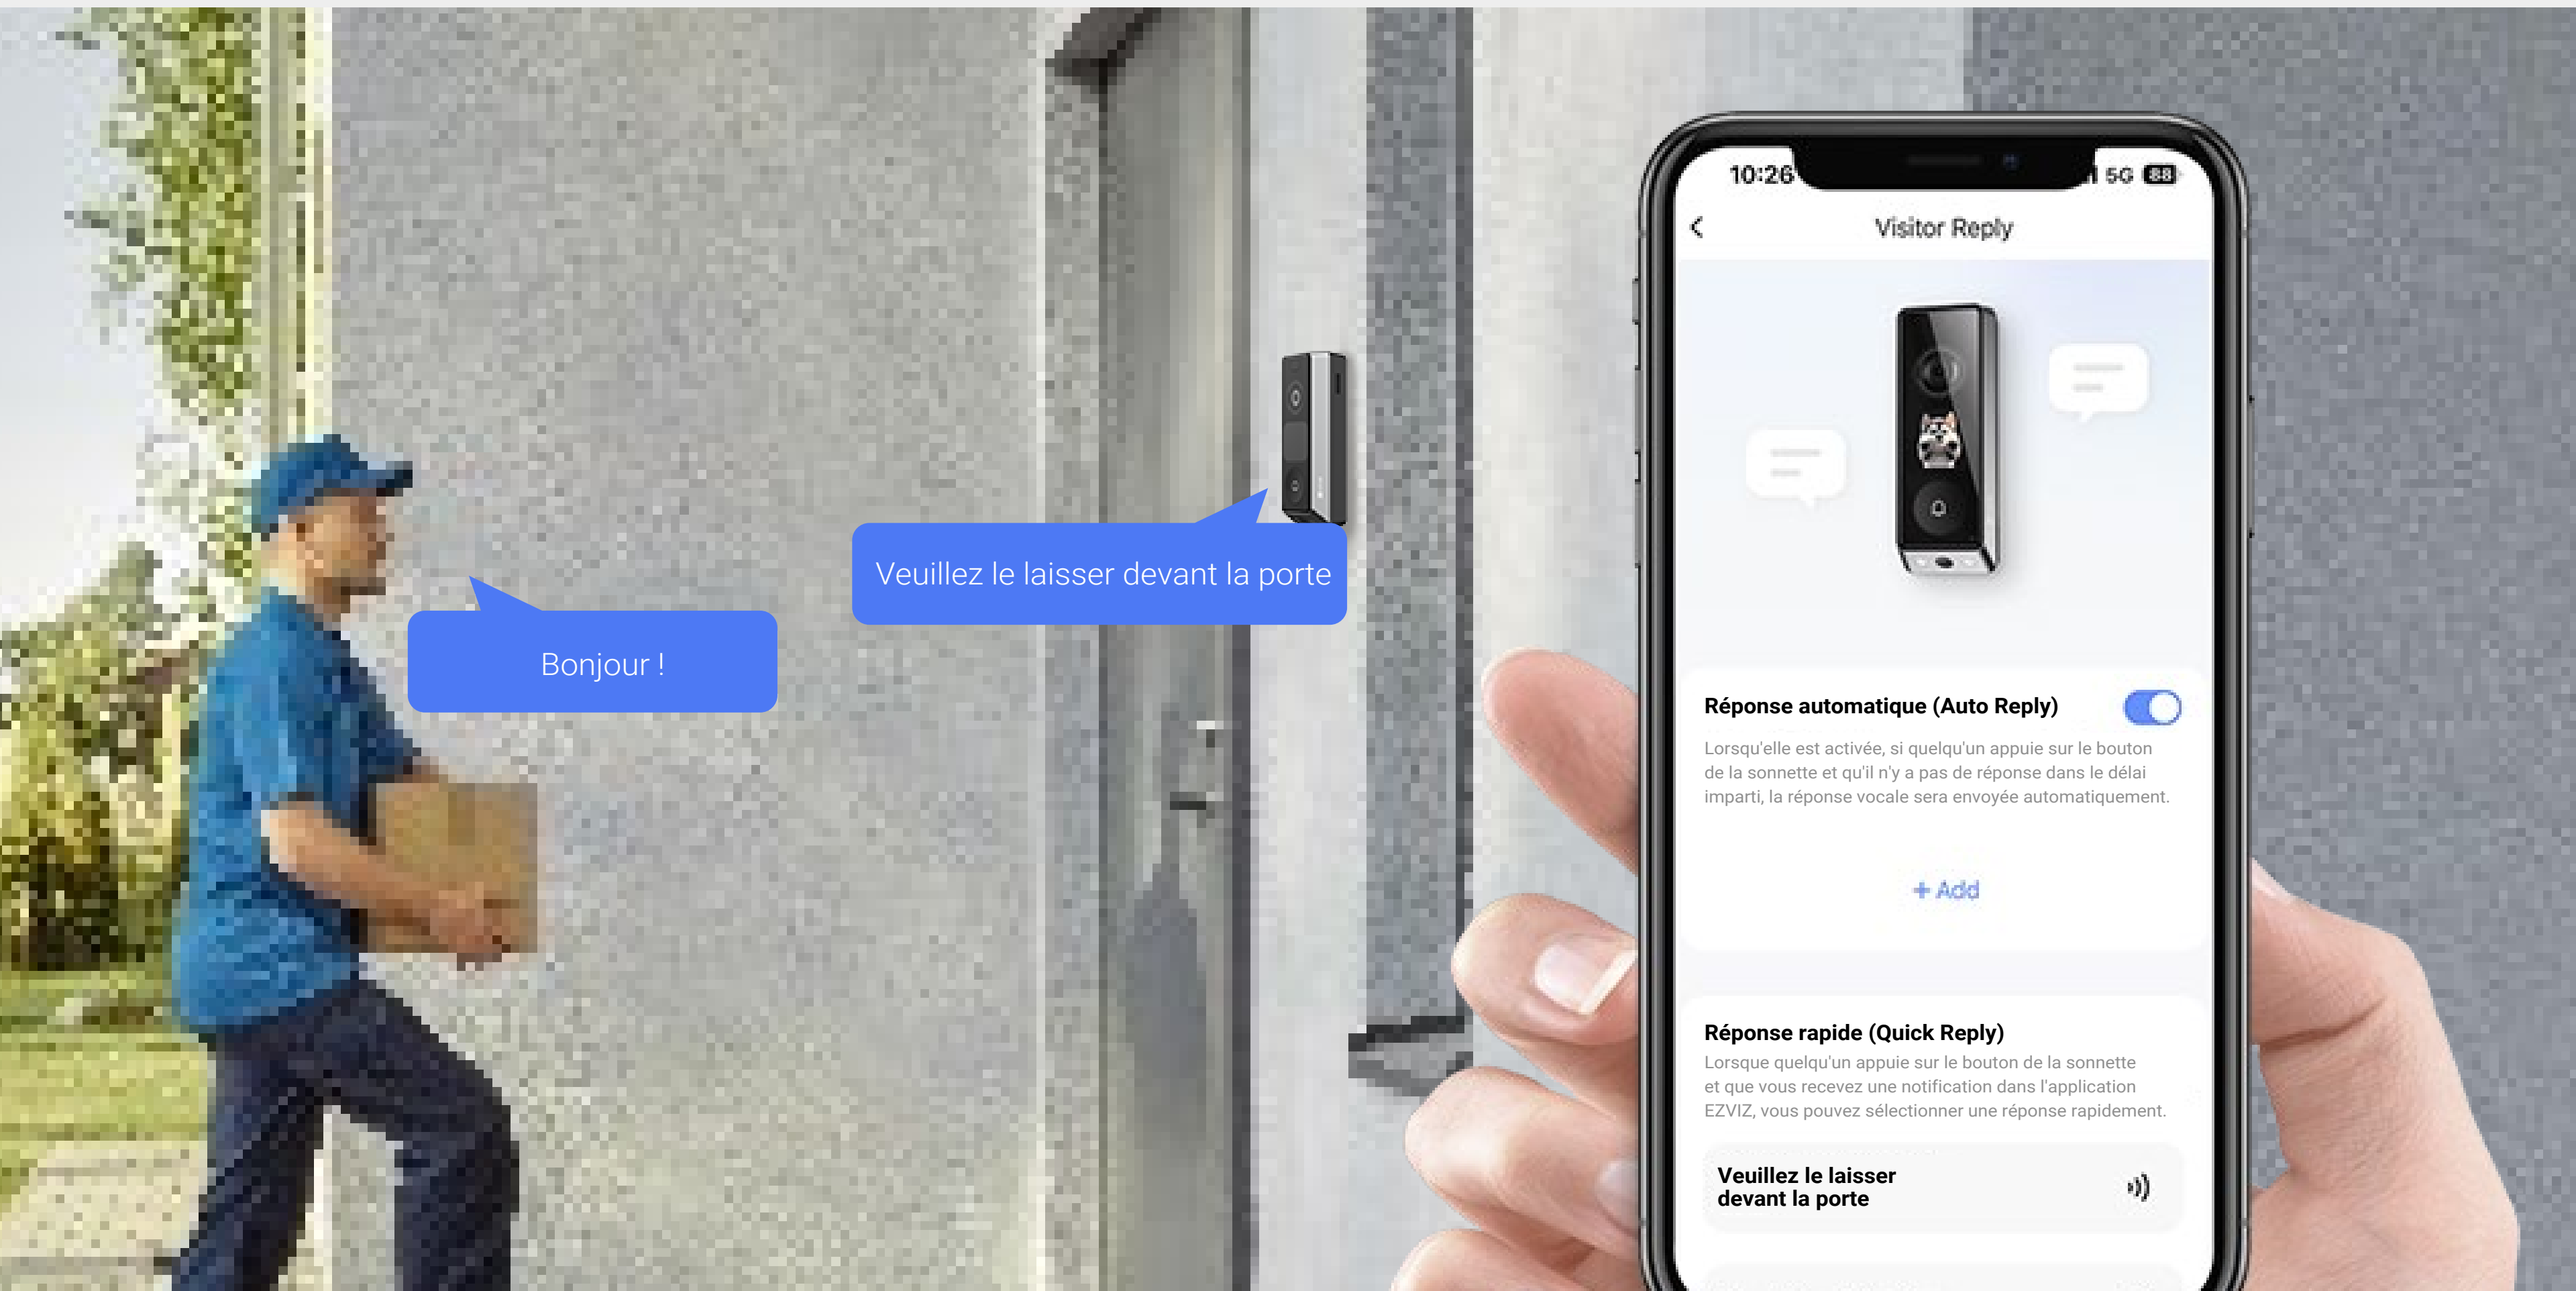 Bonjour !
Veuillez le laisser devant la porte
10:26
5G 88
Visitor Reply
Réponse automatique (Auto Reply)
Lorsqu'elle est activée, si quelqu'un appuie sur le bouton
de la sonnette et qu'il n'y a pas de réponse dans le délai
imparti, la réponse vocale sera envoyée automatiquement.
+ Add
Réponse rapide (Quick Reply)
Lorsque quelqu'un appuie sur le bouton de la sonnette
et que vous recevez une notification dans l'application
EZVIZ, vous pouvez sélectionner une réponse rapidement.
Veuillez le laisser
devant la porte